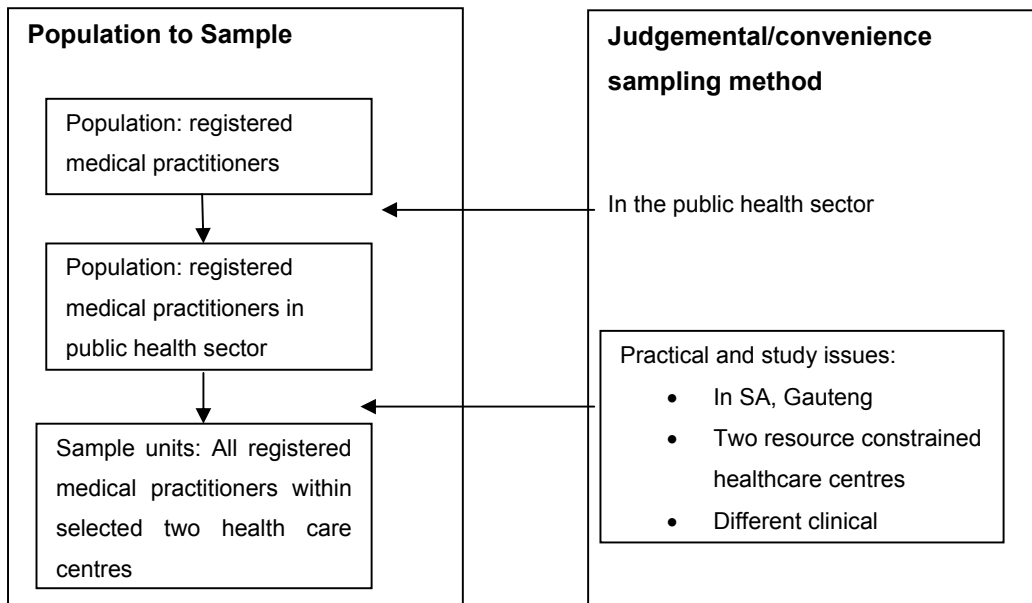 Population to Sample
Population: registered
medical practitioners
Population: registered
medical practitioners in
public health sector
Sample units: All registered
medical practitioners within
selected two health care
centres
Judgemental/convenience
sampling method
In the public health sector
Practical and study issues:
• In SA, Gauteng
• Two resource constrained
healthcare centres
• Different clinical